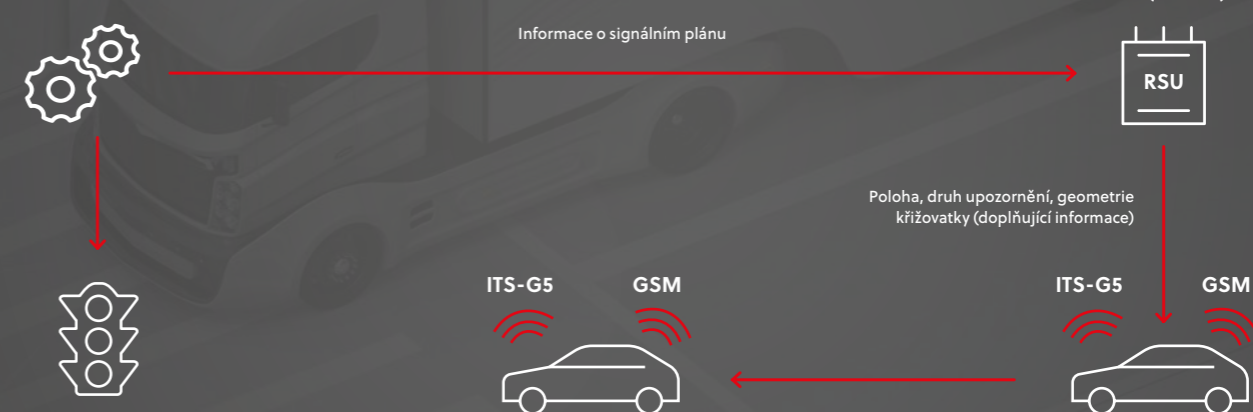 Informace o signálním plánu
RSU
Poloha, druh upozornění, geometrie
křižovatky (doplňující informace)
ITS-G5 GSM
ITS-G5 GSM